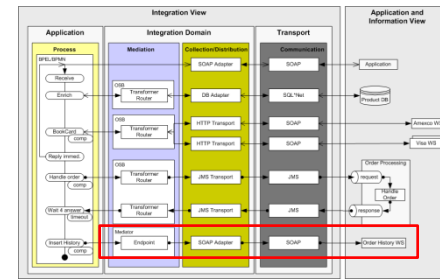 Integration View
Application and
Information View
Application
Integration Domain
Transport
Process
Mediation
Collection/Distribution
Communication
BPEL/BPMN
SOAP Adapter
SOAP
Application
Receive
OSB
Enrich
Transformer
Router
DB Adapter
SQL*Net
Product DB
OSB
HTTP Transport
SOAP
Amexco WS
BookCard
comp
Transformer
Router
HTTP Transport
SOAP
Visa WS
Reply immed.
OSB
Order Processing
Handle order
comp
Transformer
Router
JMS Transport
JMS
request
Handle
Order
Wait 4 answer
timeout
Transformer
Router
JMS Transport
JMS
response
Mediator
Insert History
comp
Endpoint
SOAP Adapter
SOAP
Order History WS